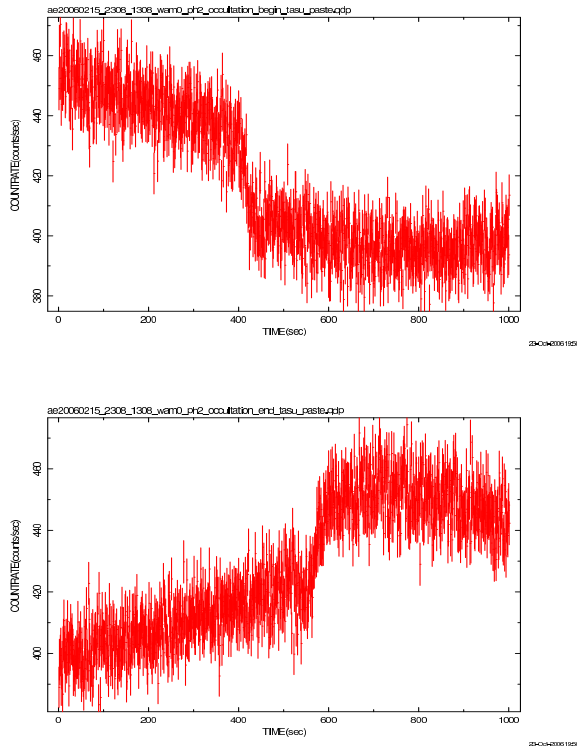 ae20060215_2308_1308_wam0_ph2_occultation_begin_tasu_paste.qdp
COUNTRATE(counts/sec)
460
440
420
400
380
0 200 400 600 800 1000
TIME(sec)
ae20060215_2308_1308_wam0_ph2_occultation_end_tasu_paste.qdp
COUNTRATE(counts/sec)
460
440
420
400
0 200 400 600 800 1000
TIME(sec)